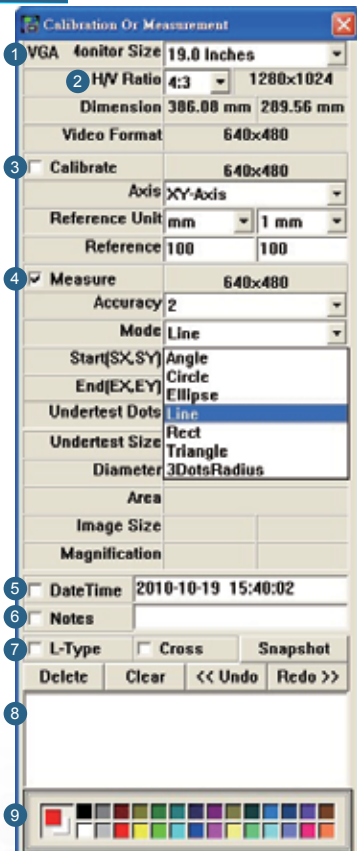 Calibration Or Measurement
1 VGA Monitor Size 19.0 Inches
2 H/V Ratio 4:3 1280x1024
Dimension 386.08 mm 289.56 mm
Video Format 640x480
3 Calibrate 640x480
Axis XY-Axis
Reference Unit mm 1 mm
Reference 100 100
4 Measure 640x480
Accuracy 2
Mode Line
Start(SX,SY) Angle
Circle
End(EX,EY) Ellipse
Undertest Dots Line
Undertest Size Rect
Triangle
Diameter 3DotsRadius
Area
Image Size
Magnification
5 DateTime 2010-10-19 15:40:02
6 Notes
7 L-Type Cross Snapshot
Delete Clear << Undo Redo >>
8
9